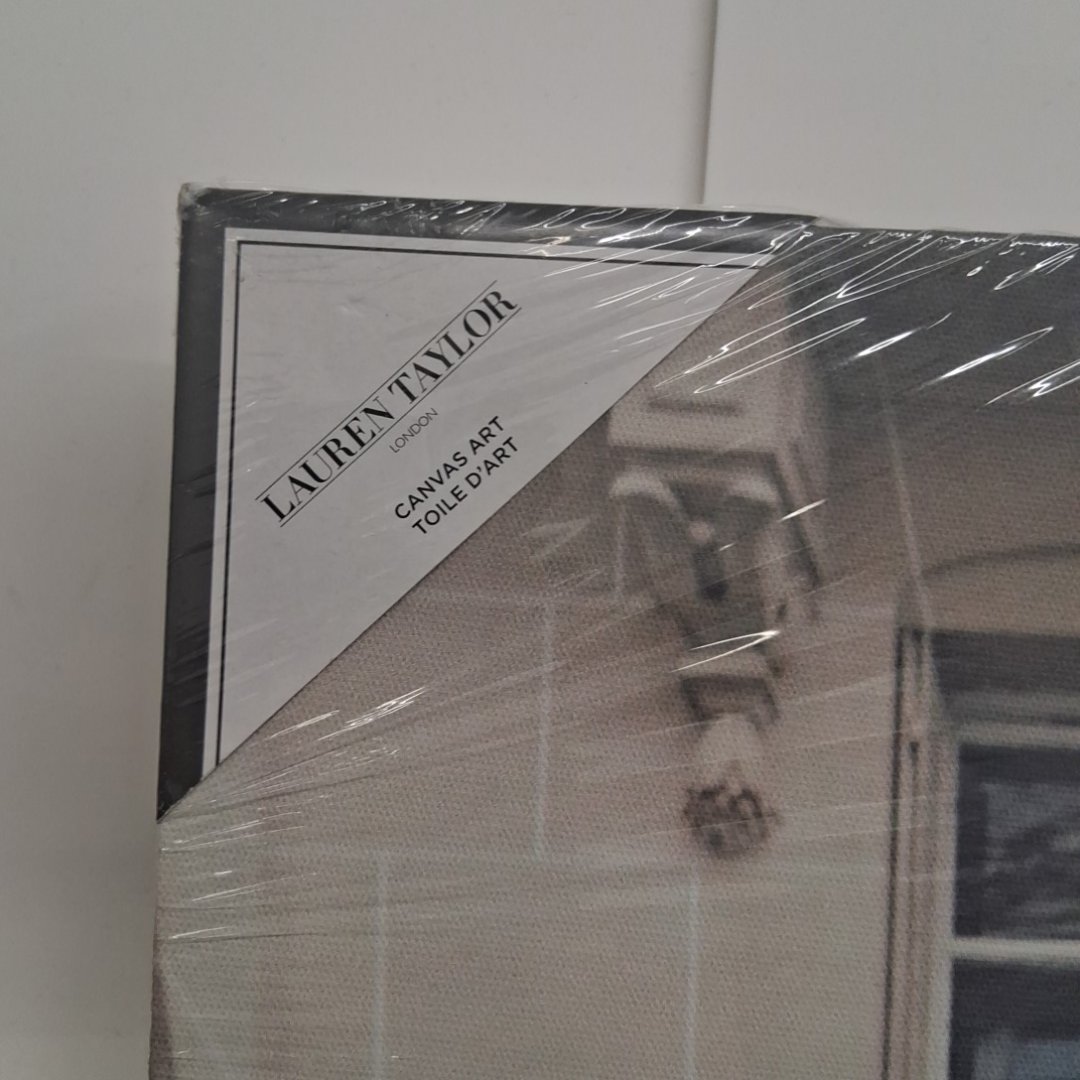 LAUREN TAYLOR
LONDON
CANVAS ART
TOILE D'ART